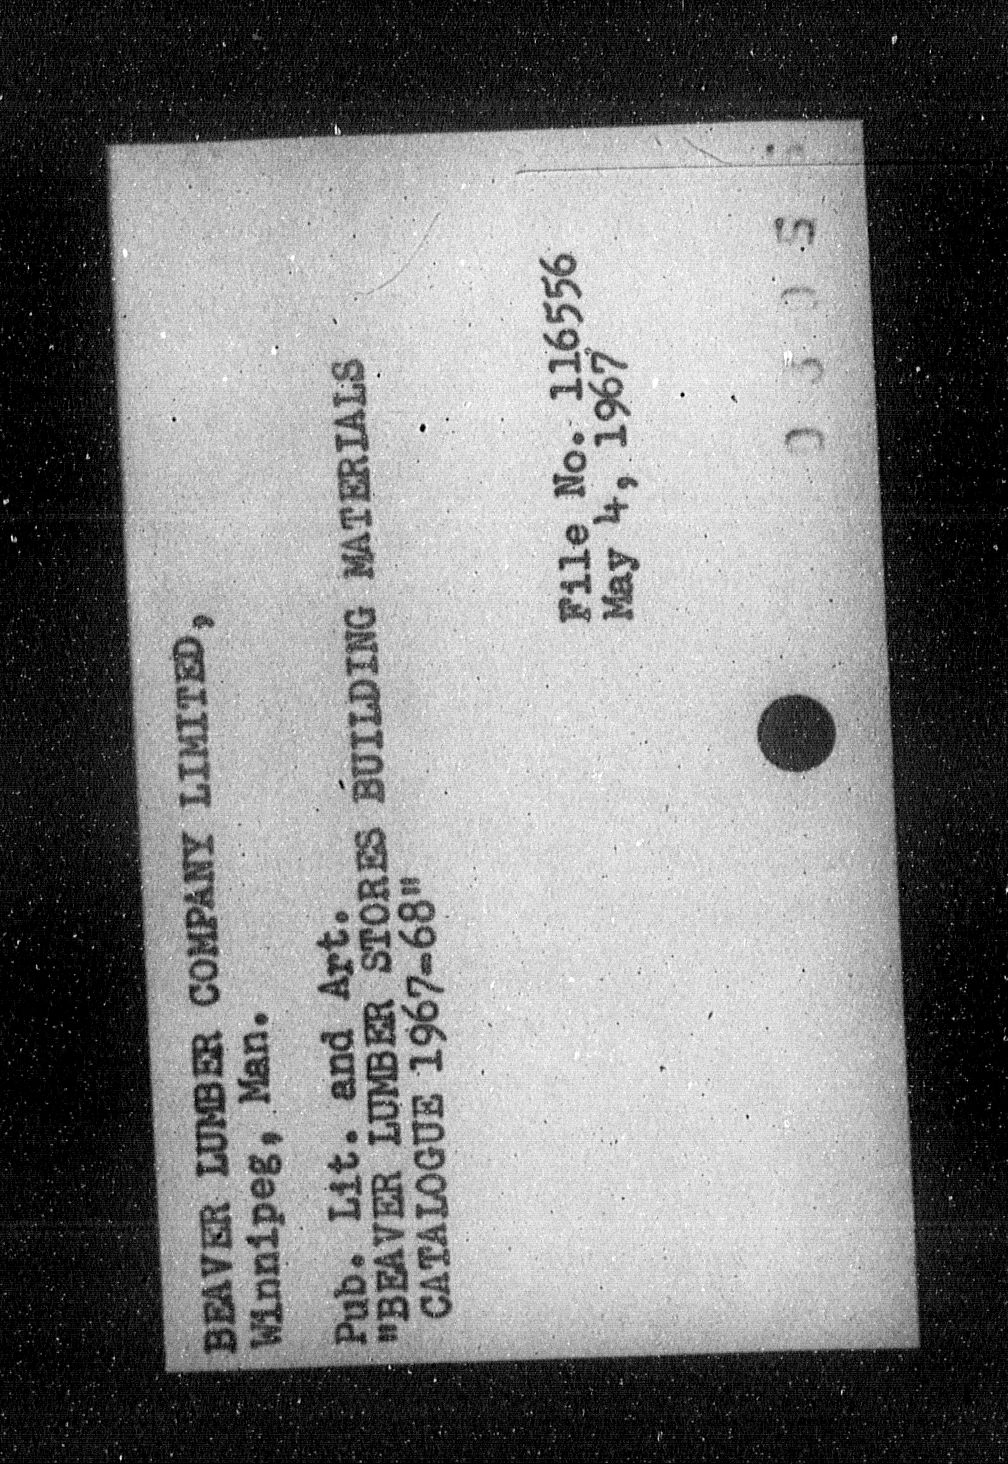 BEAVER LUMBER COMPANY LIMITED,
Winnipeg, Man.
Pub. Lit. and Art.
"BEAVER LUMBER STORES BUILDING MATERIALS
CATALOGUE 1967-68"
File No. 116556
May 4, 1967